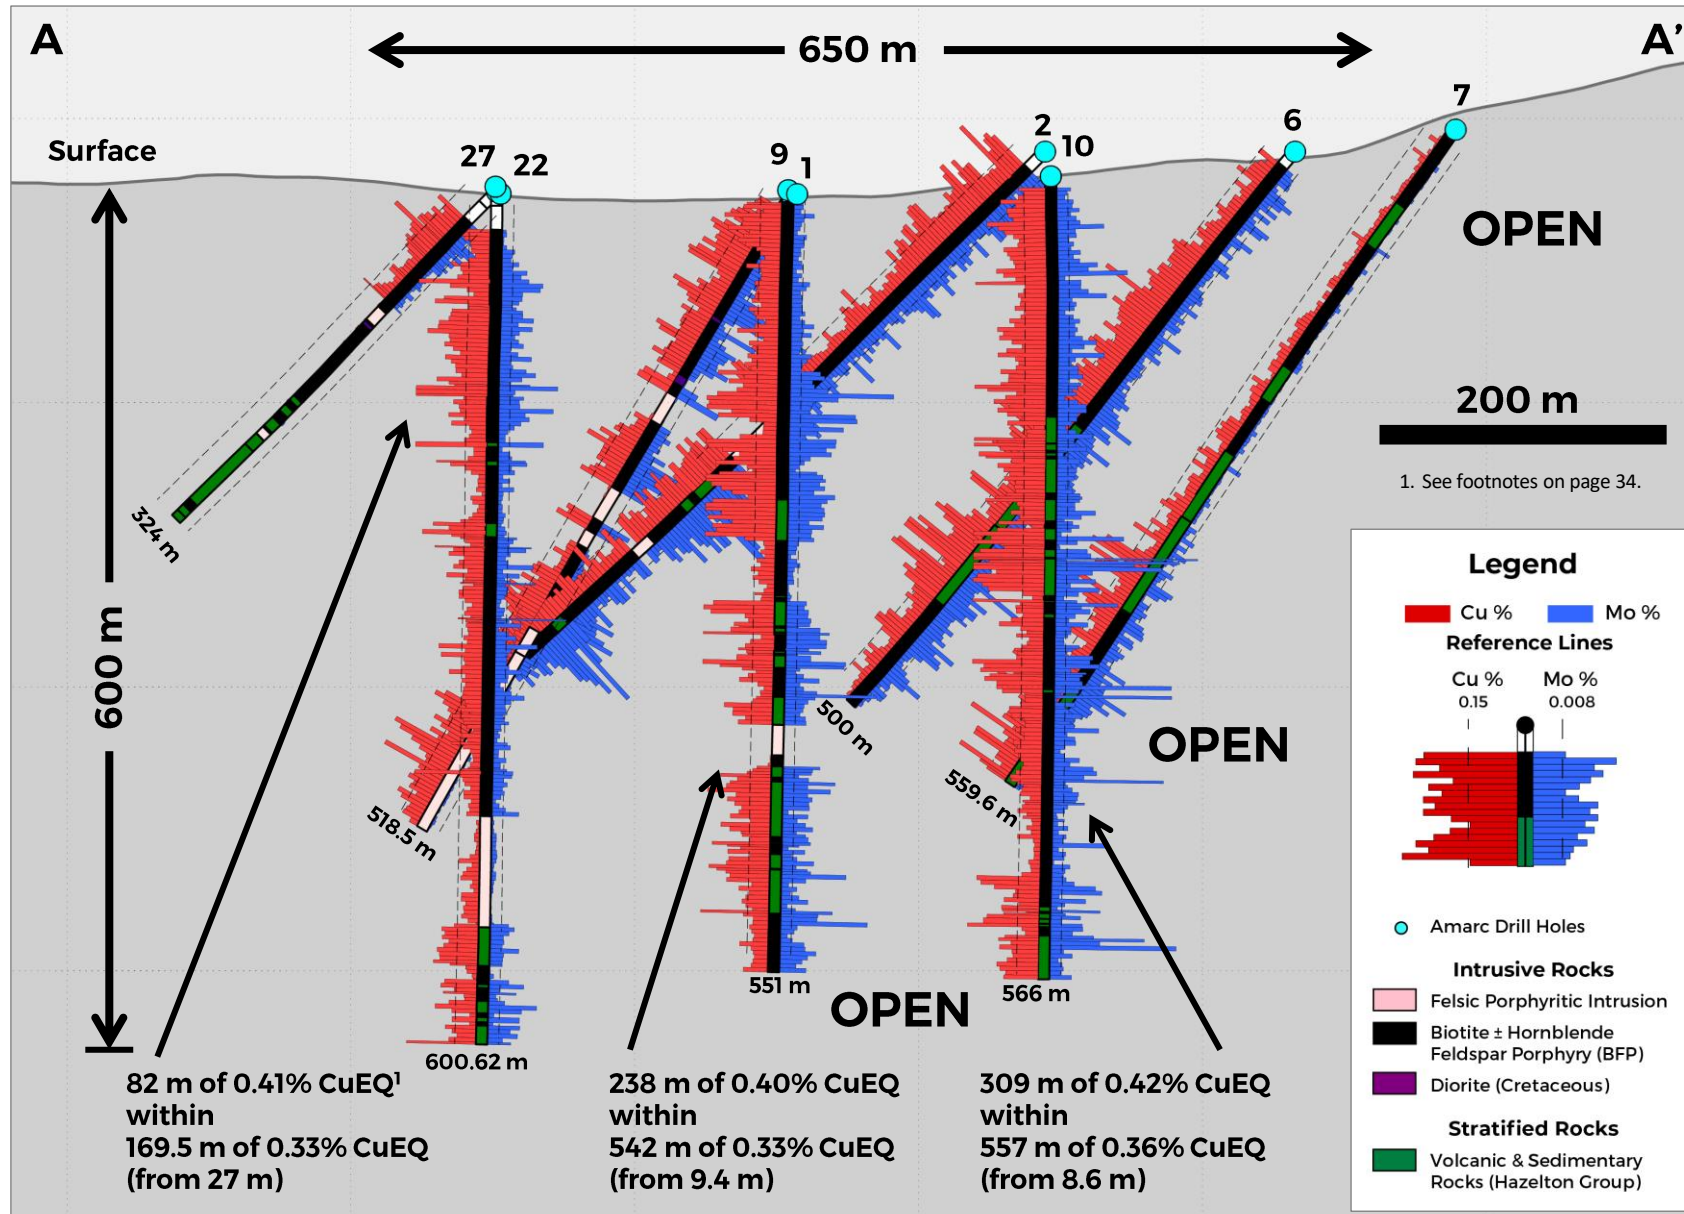 A
650 m
A’
Surface
27
22
9
1
2
10
6
7
OPEN
200 m
1. See footnotes on page 34.
324 m
600 m
518.5 m
500 m
559.6 m
OPEN
600.62 m
551 m
566 m
OPEN
82 m of 0.41% CuEQ¹
within
169.5 m of 0.33% CuEQ
(from 27 m)
238 m of 0.40% CuEQ
within
542 m of 0.33% CuEQ
(from 9.4 m)
309 m of 0.42% CuEQ
within
557 m of 0.36% CuEQ
(from 8.6 m)
Legend
Cu % Mo %
Reference Lines
Cu % Mo %
0.15 0.008
Amarc Drill Holes
Intrusive Rocks
Felsic Porphyritic Intrusion
Biotite ± Hornblende
Feldspar Porphyry (BFP)
Diorite (Cretaceous)
Stratified Rocks
Volcanic & Sedimentary
Rocks (Hazelton Group)